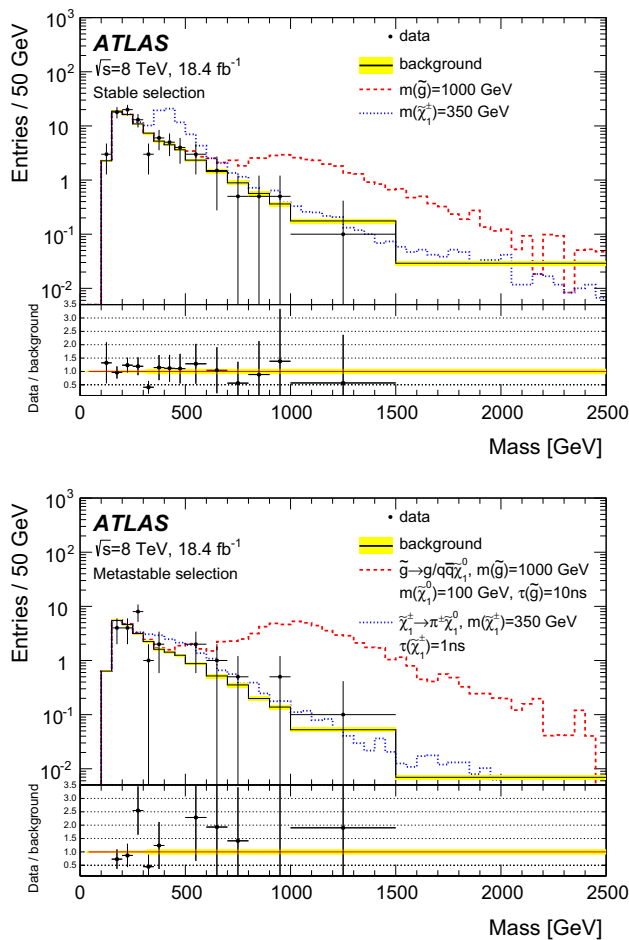 ATLAS
√s=8 TeV, 18.4 fb⁻¹
Stable selection
data
background
m(g̃)=1000 GeV
m(χ̃₁±)=350 GeV
Entries / 50 GeV
10³
10²
10
1
10⁻¹
10⁻²
Data / background
3.5
3.0
2.5
2.0
1.5
1.0
0.5
0 500 1000 1500 2000 2500
Mass [GeV]
ATLAS
√s=8 TeV, 18.4 fb⁻¹
Metastable selection
data
background
g̃→g/qq̄χ̃₁⁰, m(g̃)=1000 GeV
m(χ̃₁⁰)=100 GeV, τ(g̃)=10ns
χ̃₁±→π±χ̃₁⁰, m(χ̃₁±)=350 GeV
τ(χ̃₁±)=1ns
Entries / 50 GeV
10³
10²
10
1
10⁻¹
10⁻²
Data / background
3.5
3.0
2.5
2.0
1.5
1.0
0.5
0 500 1000 1500 2000 2500
Mass [GeV]